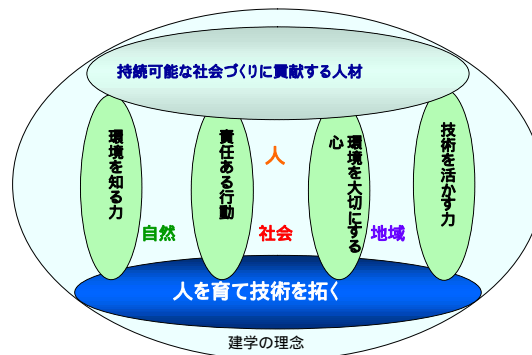 持続可能な社会づくりに貢献する人材
環境を知る力
責任ある行動
人
環境を大切にする
心
技術を活かす力
自然
社会
地域
人を育て技術を拓く
建学の理念